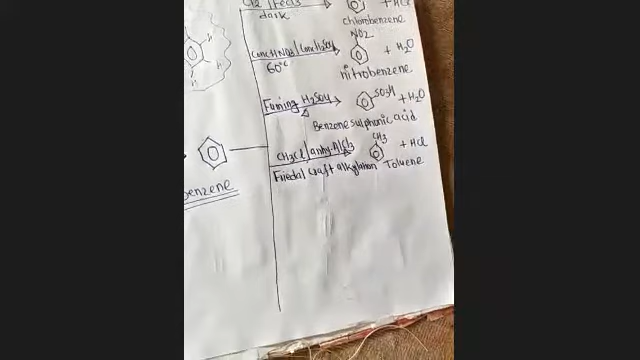 Cl2 / FeCl3
+ HCl
dark
chlorobenzene
NO2
conc HNO3 / conc H2SO4
+ H2O
60°C
nitrobenzene
Fuming H2SO4
SO3H
+ H2O
Δ
Benzene sulphonic acid
CH3
CH3Cl / anhy. AlCl3
+ HCl
Friedal craft alkylation
Toluene
benzene
H
H
H